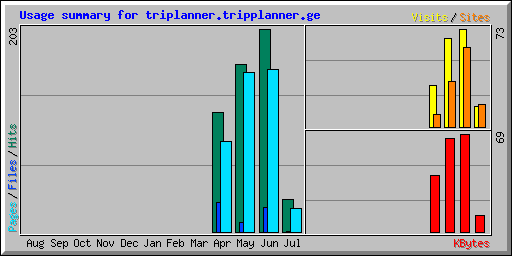 Usage summary for triplanner.tripplanner.ge
Visits/Sites
203
73
69
Pages/Files/Hits
Aug Sep Oct Nov Dec Jan Feb Mar Apr May Jun Jul
KBytes